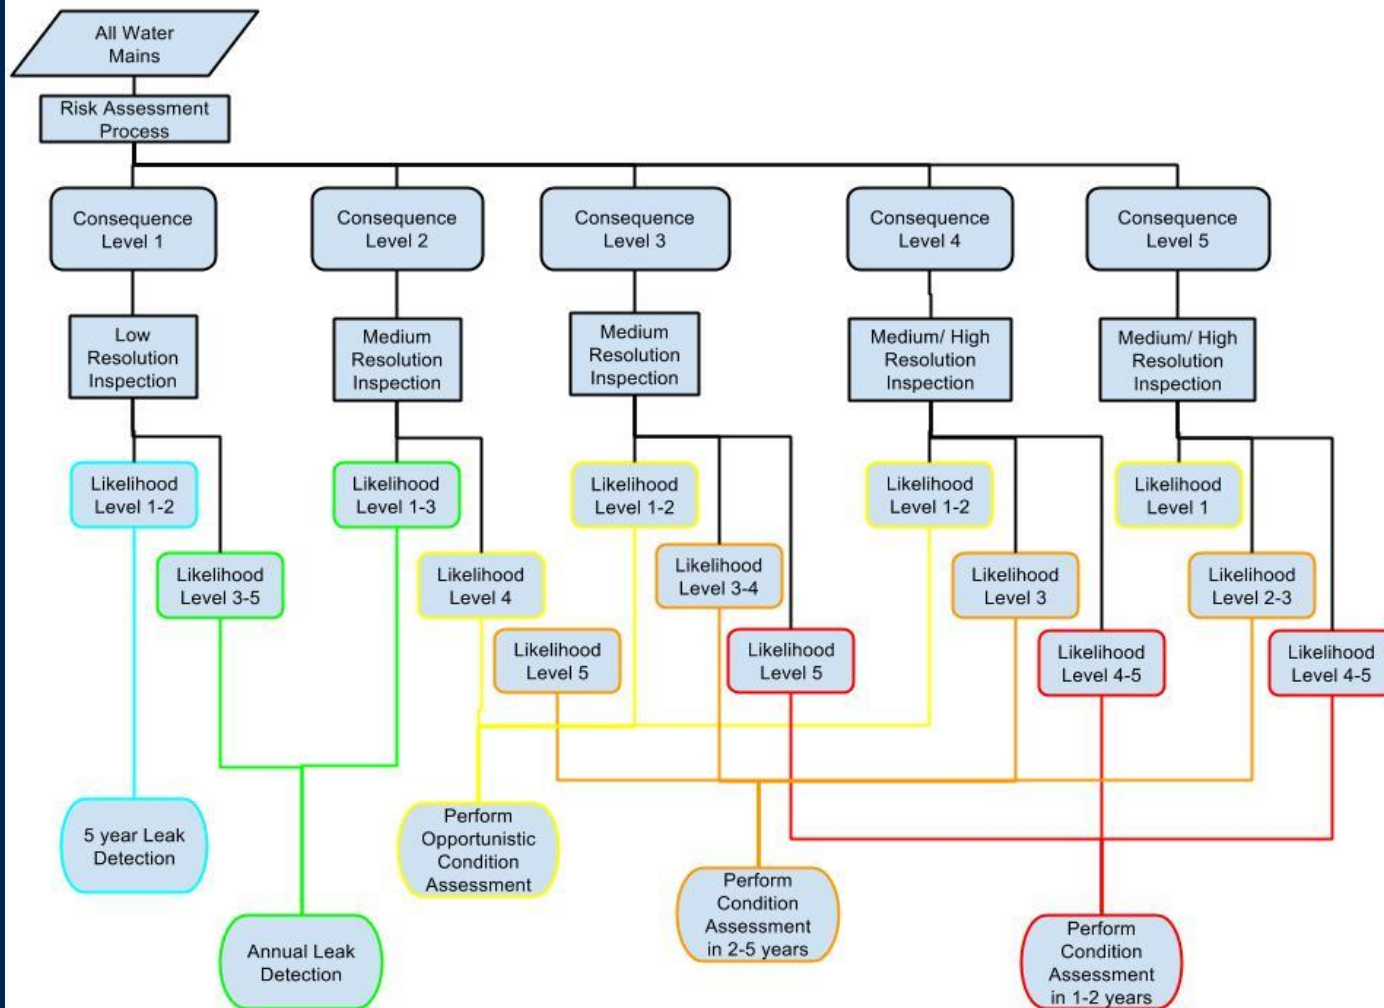 All Water
Mains
Risk Assessment
Process
Consequence
Level 1
Consequence
Level 2
Consequence
Level 3
Consequence
Level 4
Consequence
Level 5
Low
Resolution
Inspection
Medium
Resolution
Inspection
Medium
Resolution
Inspection
Medium/ High
Resolution
Inspection
Medium/ High
Resolution
Inspection
Likelihood
Level 1-2
Likelihood
Level 1-3
Likelihood
Level 1-2
Likelihood
Level 1-2
Likelihood
Level 1
Likelihood
Level 3-5
Likelihood
Level 4
Likelihood
Level 3-4
Likelihood
Level 3
Likelihood
Level 2-3
Likelihood
Level 5
Likelihood
Level 5
Likelihood
Level 4-5
Likelihood
Level 4-5
5 year Leak
Detection
Perform
Opportunistic
Condition
Assessment
Perform
Condition
Assessment
in 2-5 years
Annual Leak
Detection
Perform
Condition
Assessment
in 1-2 years